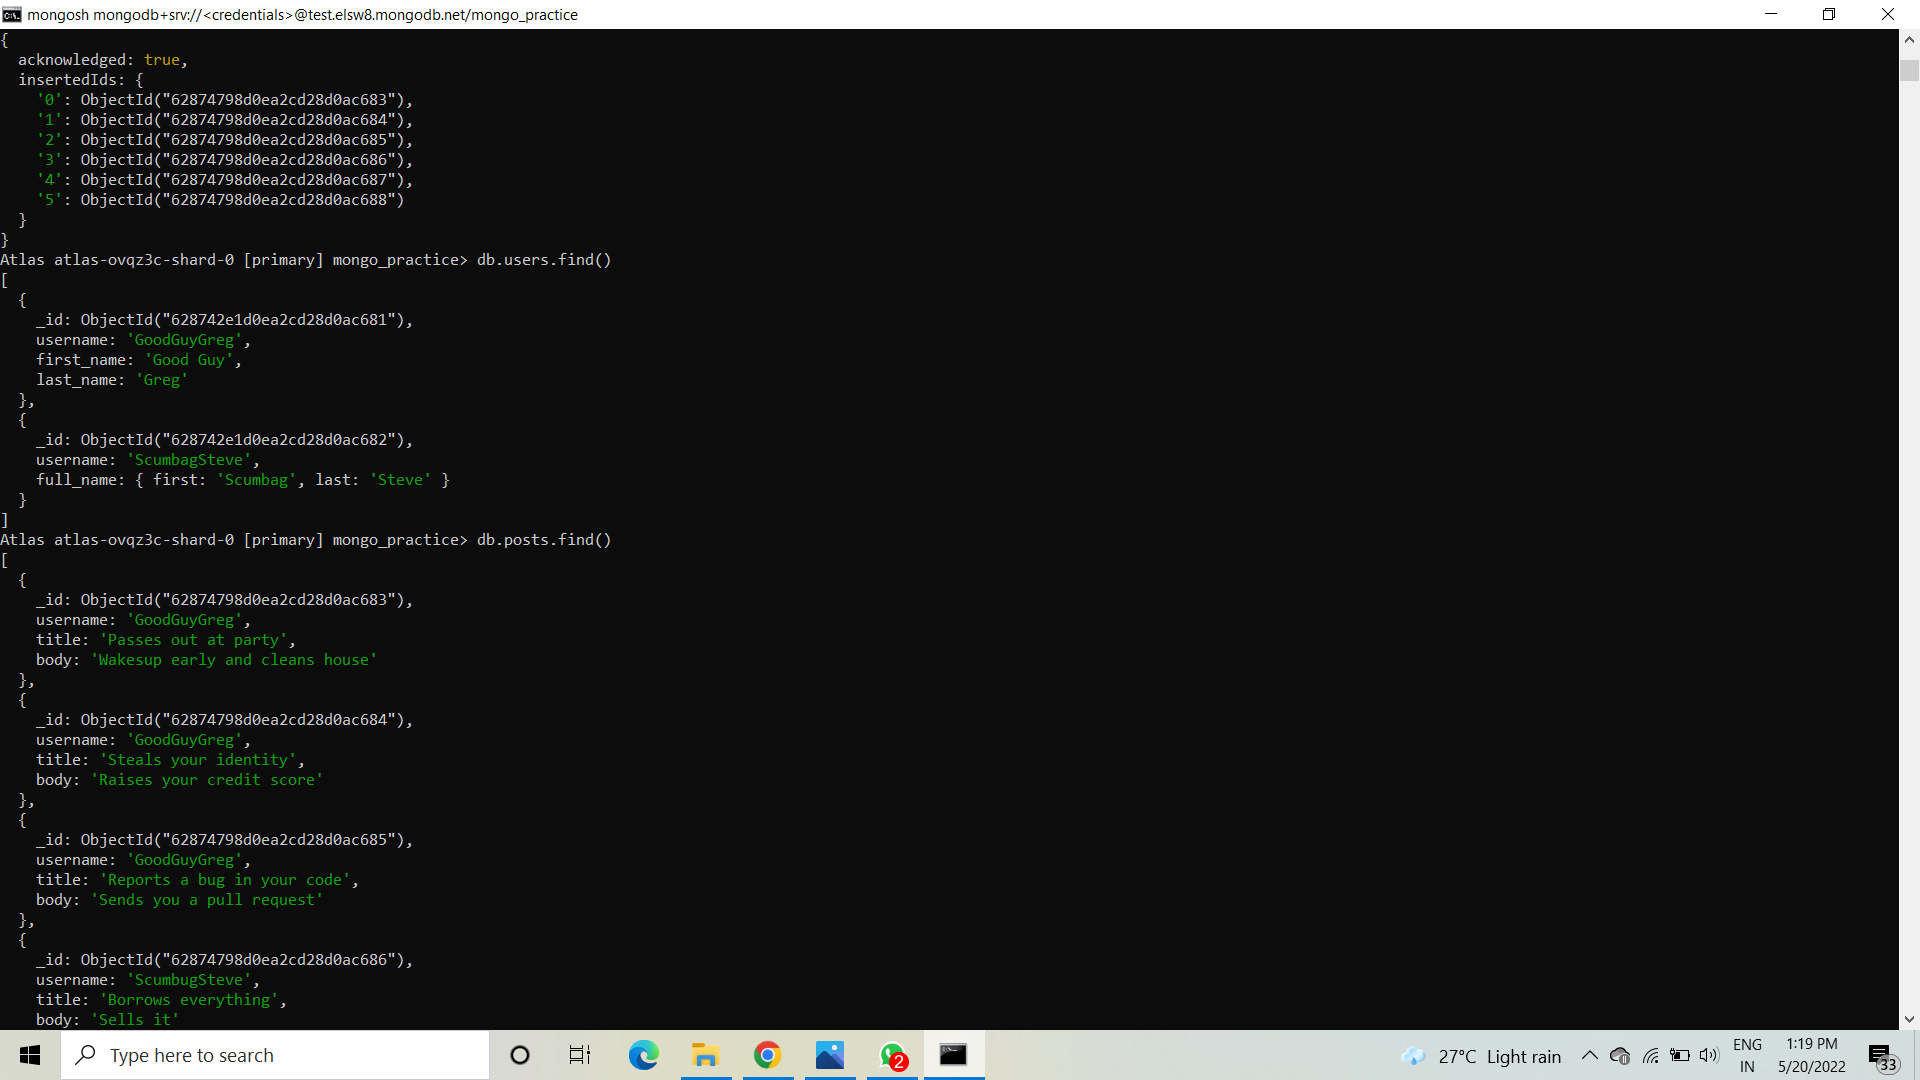 mongosh mongodb+srv://<credentials>@test.elsw8.mongodb.net/mongo_practice
{
  acknowledged: true,
  insertedIds: {
    '0': ObjectId("62874798d0ea2cd28d0ac683"),
    '1': ObjectId("62874798d0ea2cd28d0ac684"),
    '2': ObjectId("62874798d0ea2cd28d0ac685"),
    '3': ObjectId("62874798d0ea2cd28d0ac686"),
    '4': ObjectId("62874798d0ea2cd28d0ac687"),
    '5': ObjectId("62874798d0ea2cd28d0ac688")
  }
}
Atlas atlas-ovqz3c-shard-0 [primary] mongo_practice> db.users.find()
[
  {
    _id: ObjectId("628742e1d0ea2cd28d0ac681"),
    username: 'GoodGuyGreg',
    first_name: 'Good Guy',
    last_name: 'Greg'
  },
  {
    _id: ObjectId("628742e1d0ea2cd28d0ac682"),
    username: 'ScumbagSteve',
    full_name: { first: 'Scumbag', last: 'Steve' }
  }
]
Atlas atlas-ovqz3c-shard-0 [primary] mongo_practice> db.posts.find()
[
  {
    _id: ObjectId("62874798d0ea2cd28d0ac683"),
    username: 'GoodGuyGreg',
    title: 'Passes out at party',
    body: 'Wakesup early and cleans house'
  },
  {
    _id: ObjectId("62874798d0ea2cd28d0ac684"),
    username: 'GoodGuyGreg',
    title: 'Steals your identity',
    body: 'Raises your credit score'
  },
  {
    _id: ObjectId("62874798d0ea2cd28d0ac685"),
    username: 'GoodGuyGreg',
    title: 'Reports a bug in your code',
    body: 'Sends you a pull request'
  },
  {
    _id: ObjectId("62874798d0ea2cd28d0ac686"),
    username: 'ScumbugSteve',
    title: 'Borrows everything',
    body: 'Sells it'
Type here to search
2
27°C Light rain
ENG
IN
1:19 PM
5/20/2022
33